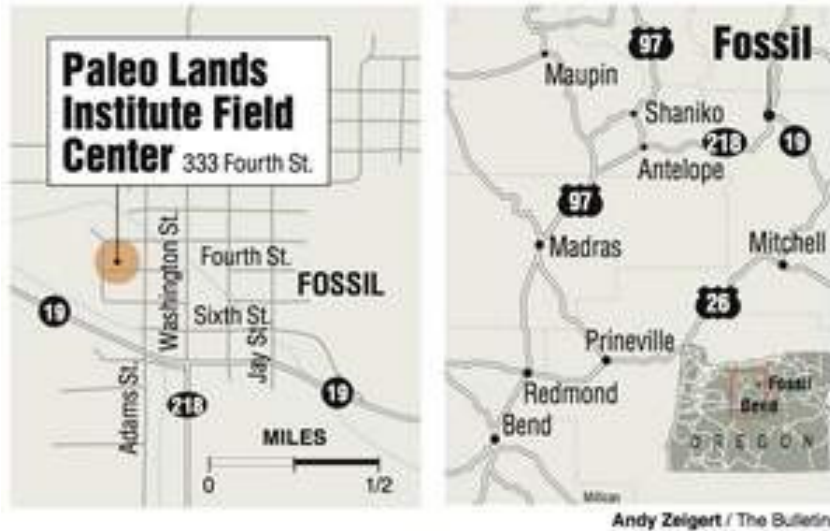 Paleo Lands
Institute Field
Center 333 Fourth St.
Washington St.
Fourth St.
FOSSIL
19
Sixth St.
Jay St.
Adams St.
19
218
MILES
0 1/2
97
Fossil
Maupin
Shaniko
218
19
Antelope
97
Madras
Mitchell
26
Prineville
Redmond
Bend
Fossil
Bend
OREGON
Millican
Andy Zeigert / The Bulletin